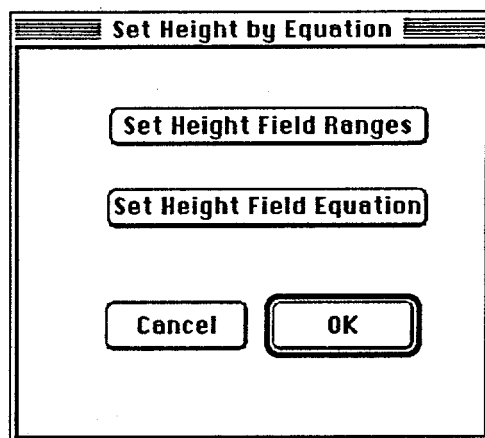 Set Height by Equation
Set Height Field Ranges
Set Height Field Equation
Cancel OK